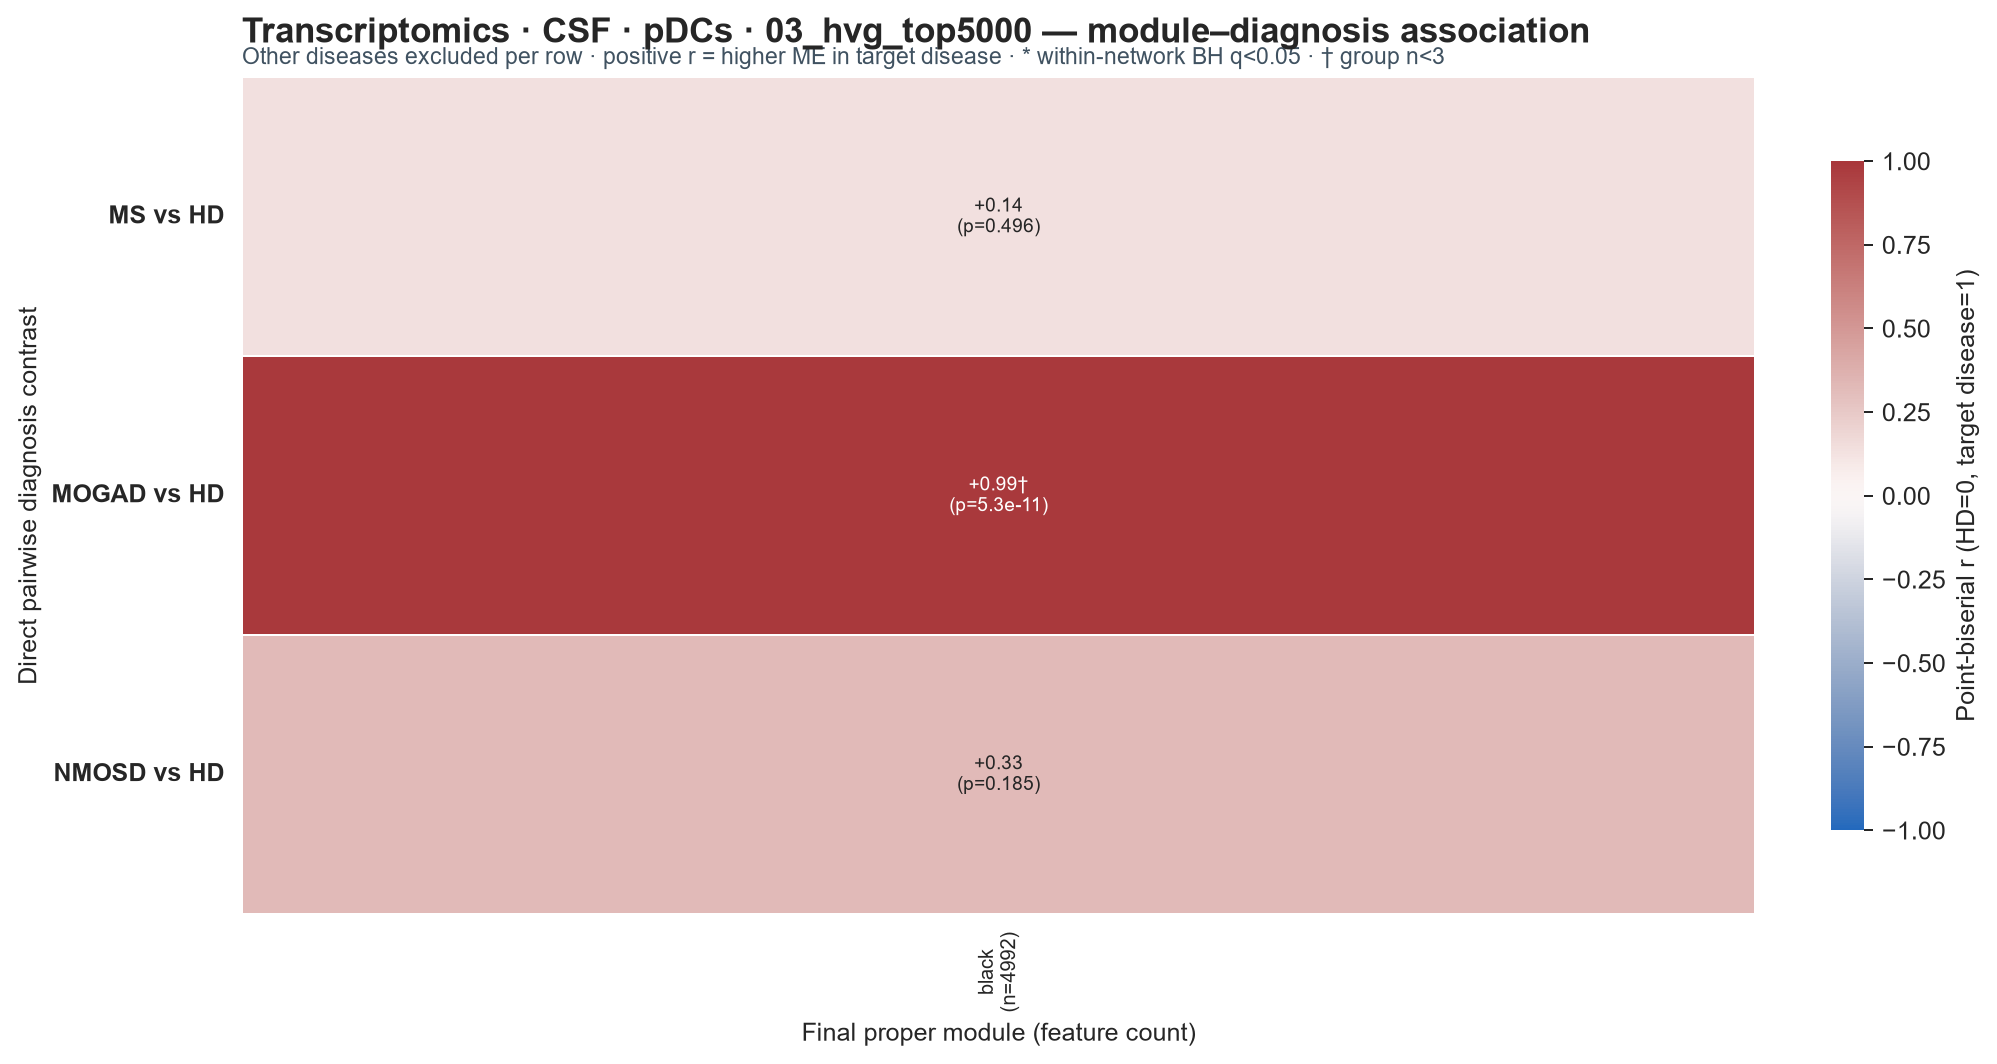 Transcriptomics · CSF · pDCs · 03_hvg_top5000 — module–diagnosis association
Other diseases excluded per row · positive r = higher ME in target disease · * within-network BH q<0.05 · † group n<3
Direct pairwise diagnosis contrast
MS vs HD
+0.14
(p=0.496)
MOGAD vs HD
+0.99†
(p=5.3e-11)
NMOSD vs HD
+0.33
(p=0.185)
black
(n=4992)
Final proper module (feature count)
1.00
0.75
0.50
0.25
0.00
−0.25
−0.50
−0.75
−1.00
Point-biserial r (HD=0, target disease=1)